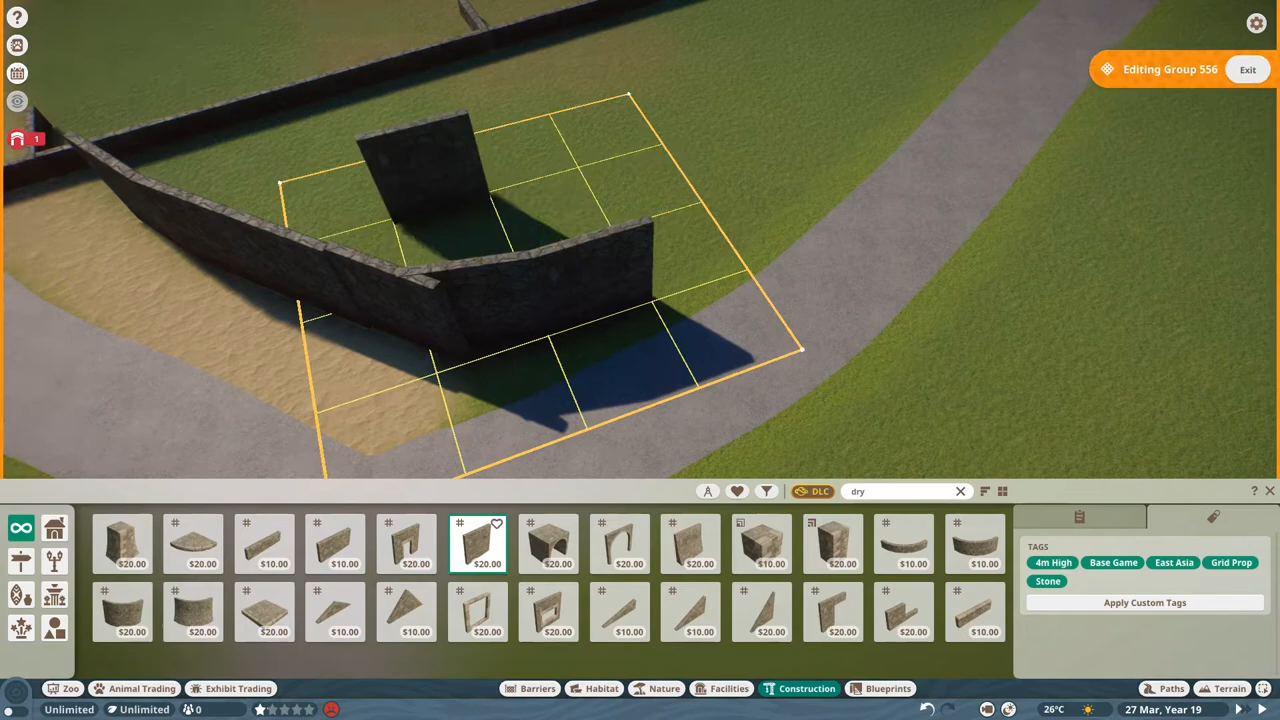 ?
Editing Group 556
Exit
1
DLC
dry
?
$20.00 $20.00 $10.00 $10.00 $20.00 $20.00 $20.00 $20.00 $20.00 $10.00 $20.00 $10.00 $10.00
TAGS
4m High Base Game East Asia Grid Prop
Stone
Apply Custom Tags
$20.00 $20.00 $20.00 $10.00 $10.00 $20.00 $20.00 $10.00 $10.00 $20.00 $20.00 $20.00 $10.00
Zoo Animal Trading Exhibit Trading Barriers Habitat Nature Facilities Construction Blueprints Paths Terrain
Unlimited Unlimited 0 26°C 27 Mar, Year 19